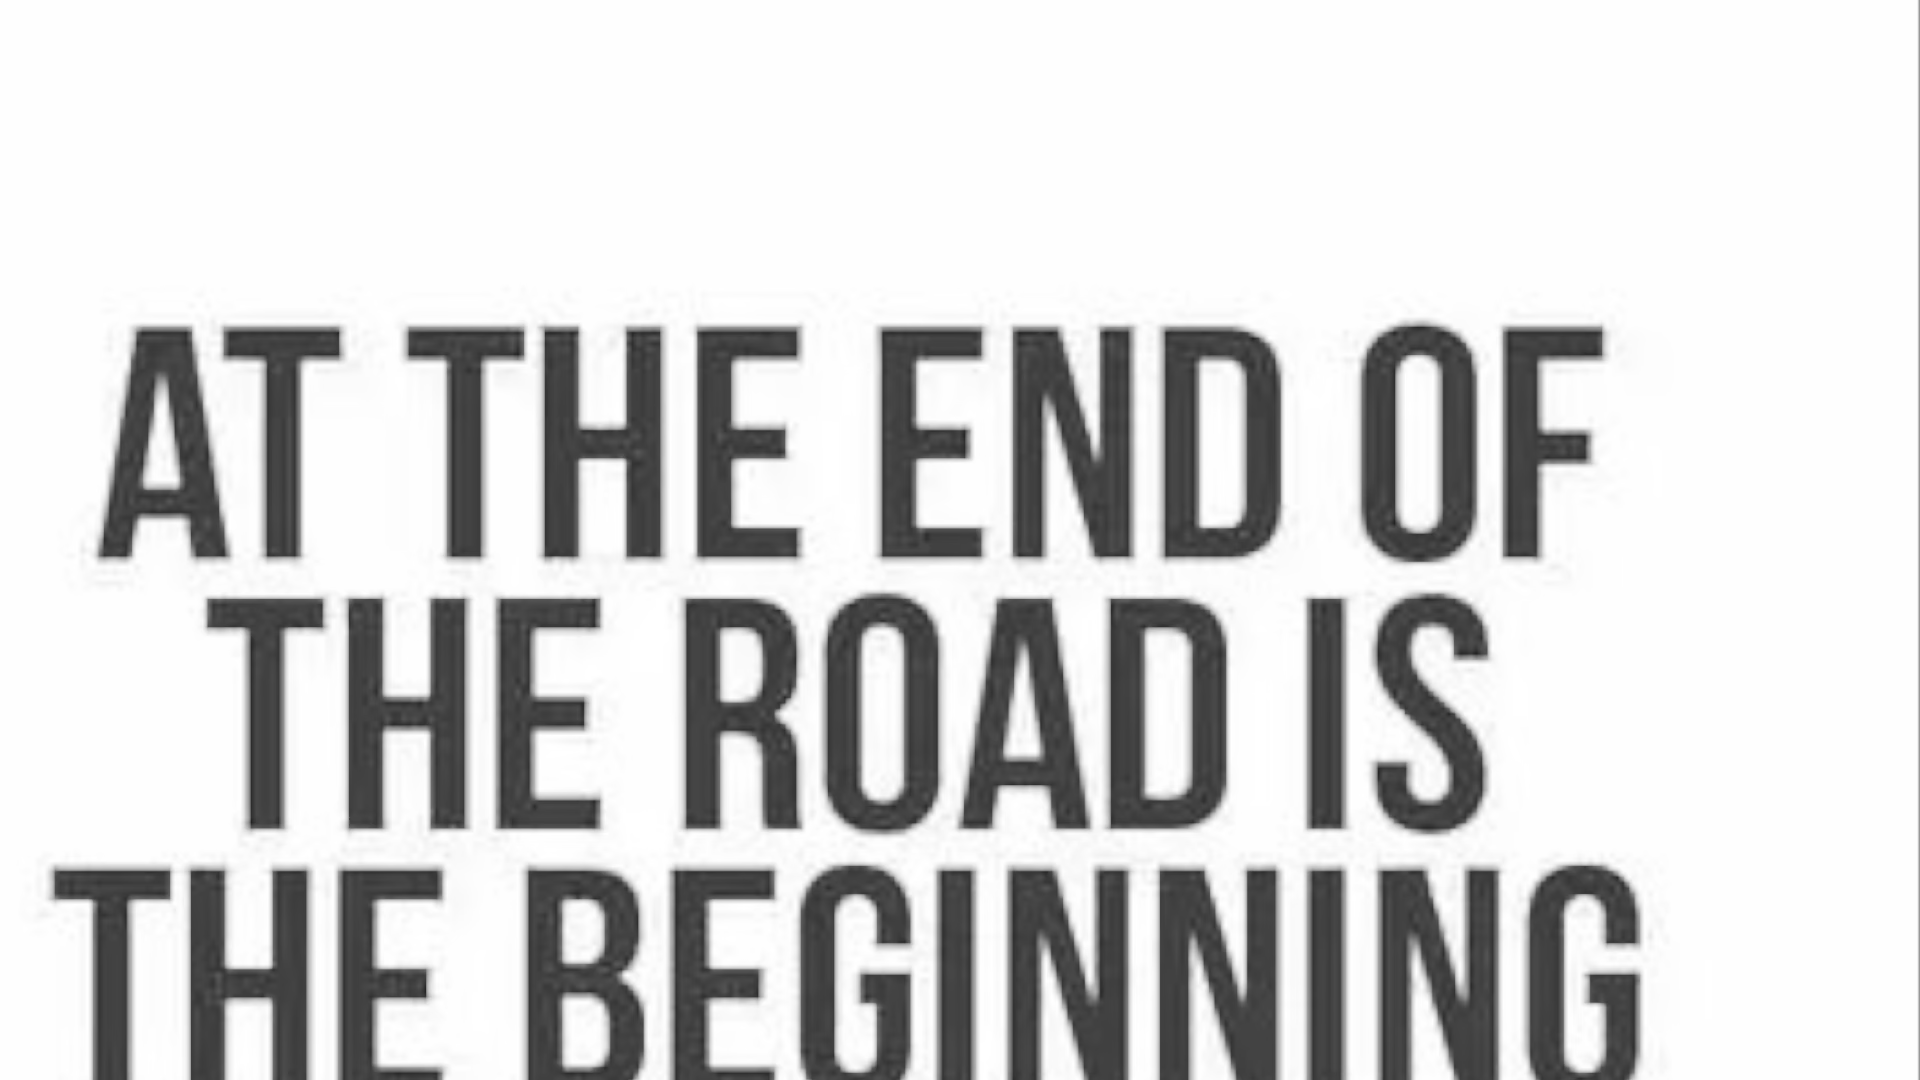 AT THE END OF
THE ROAD IS
THE BEGINNING